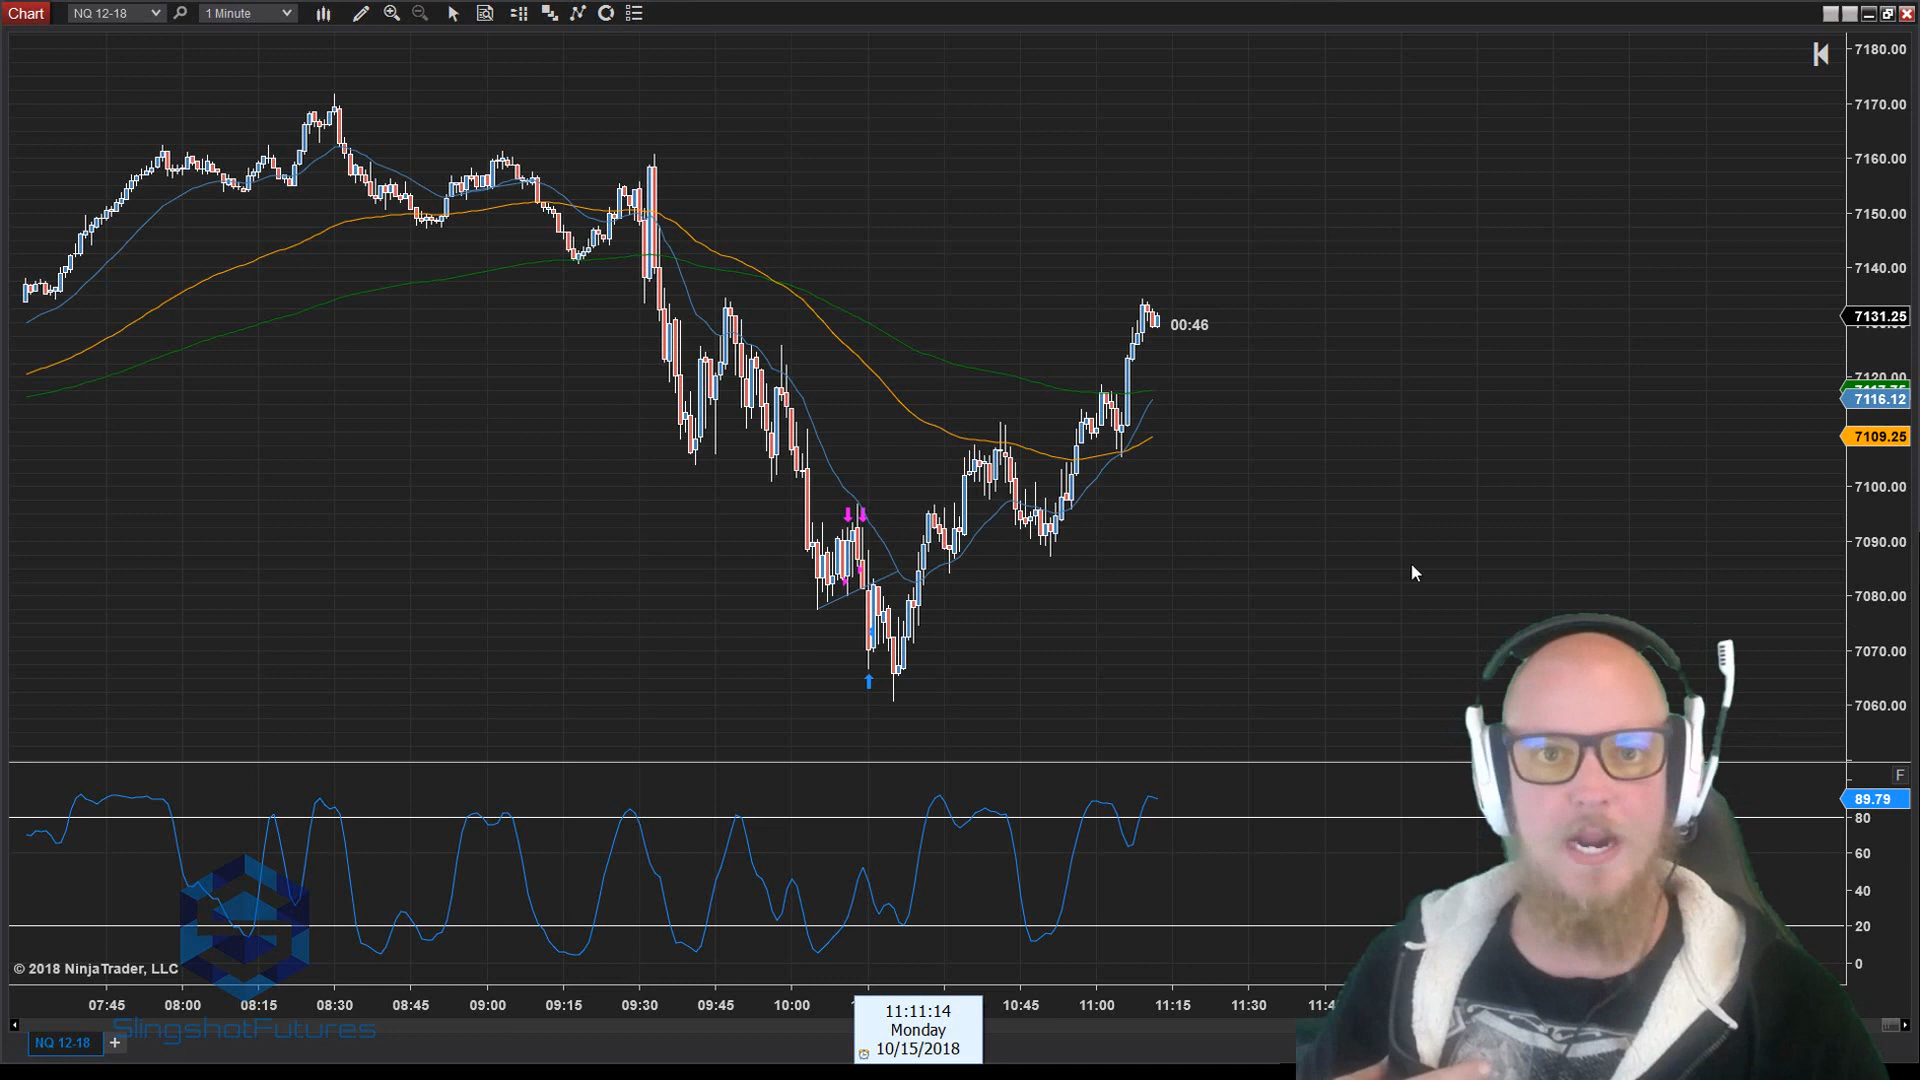 Chart
NQ 12-18
1 Minute
7180.00
7170.00
7160.00
7150.00
7140.00
7131.25
00:46
7120.00
7116.12
7109.25
7100.00
7090.00
7080.00
7070.00
7060.00
F
89.79
80
60
40
20
0
© 2018 NinjaTrader, LLC
07:45 08:00 08:15 08:30 08:45 09:00 09:15 09:30 09:45 10:00 10:45 11:00 11:15 11:30
11:11:14
Monday
10/15/2018
SlingshotFutures
NQ 12-18